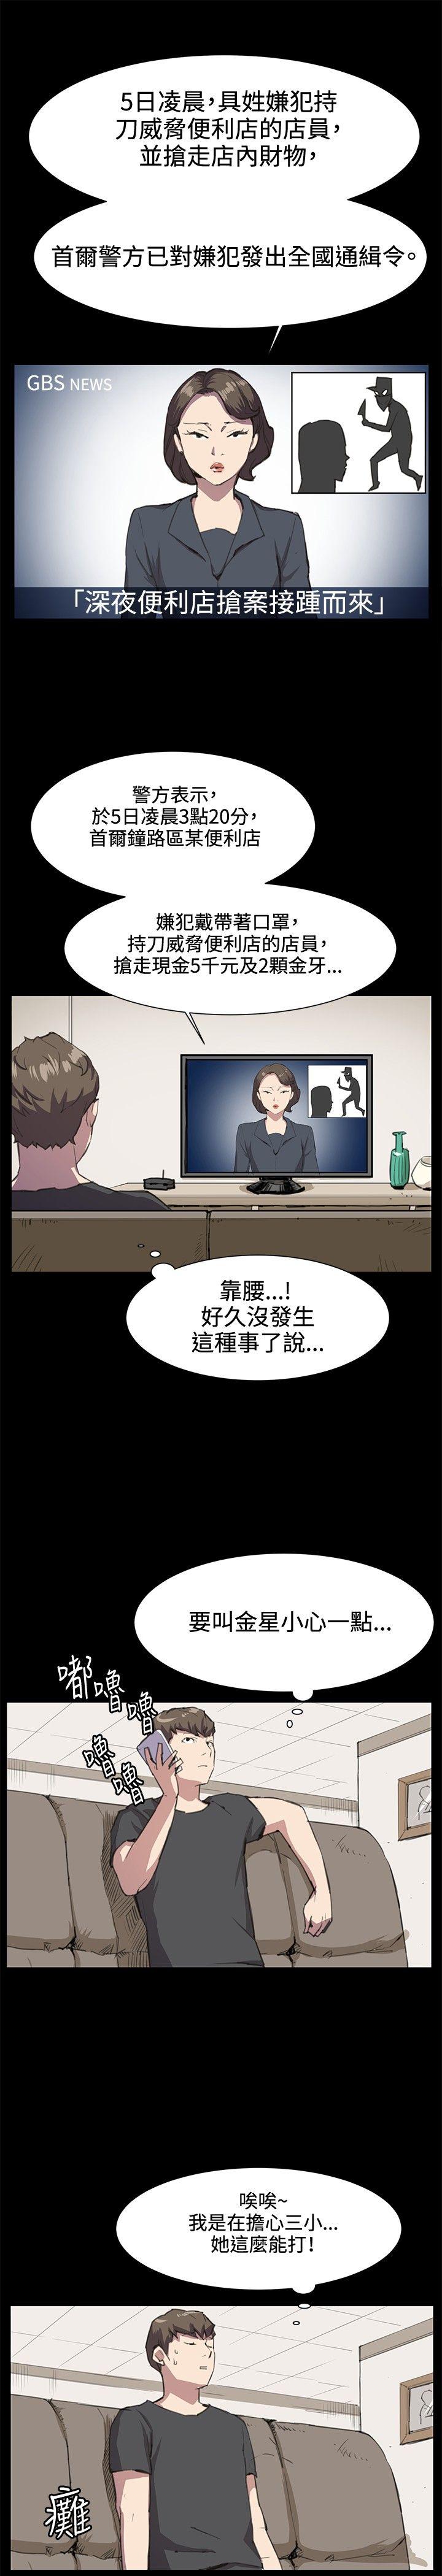 5日凌晨，具姓嫌犯持
刀威脅便利店的店員，
並搶走店內財物，
首爾警方已對嫌犯發出全國通緝令。
GBS NEWS
「深夜便利店搶案接踵而來」
警方表示，
於5日凌晨3點20分，
首爾鐘路區某便利店
嫌犯戴帶著口罩，
持刀威脅便利店的店員，
搶走現金5千元及2顆金牙...
靠腰...!
好久沒發生
這種事了說...
要叫金星小心一點...
嘟嚕嚕
嚕嚕
唉唉~
我是在擔心三小...
她這麼能打!
癱